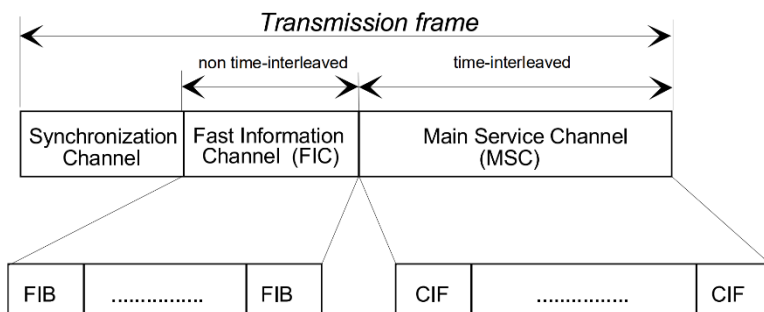 Transmission frame
non time-interleaved time-interleaved
Synchronization Channel
Fast Information Channel (FIC)
Main Service Channel (MSC)
FIB ............... FIB CIF ............... CIF